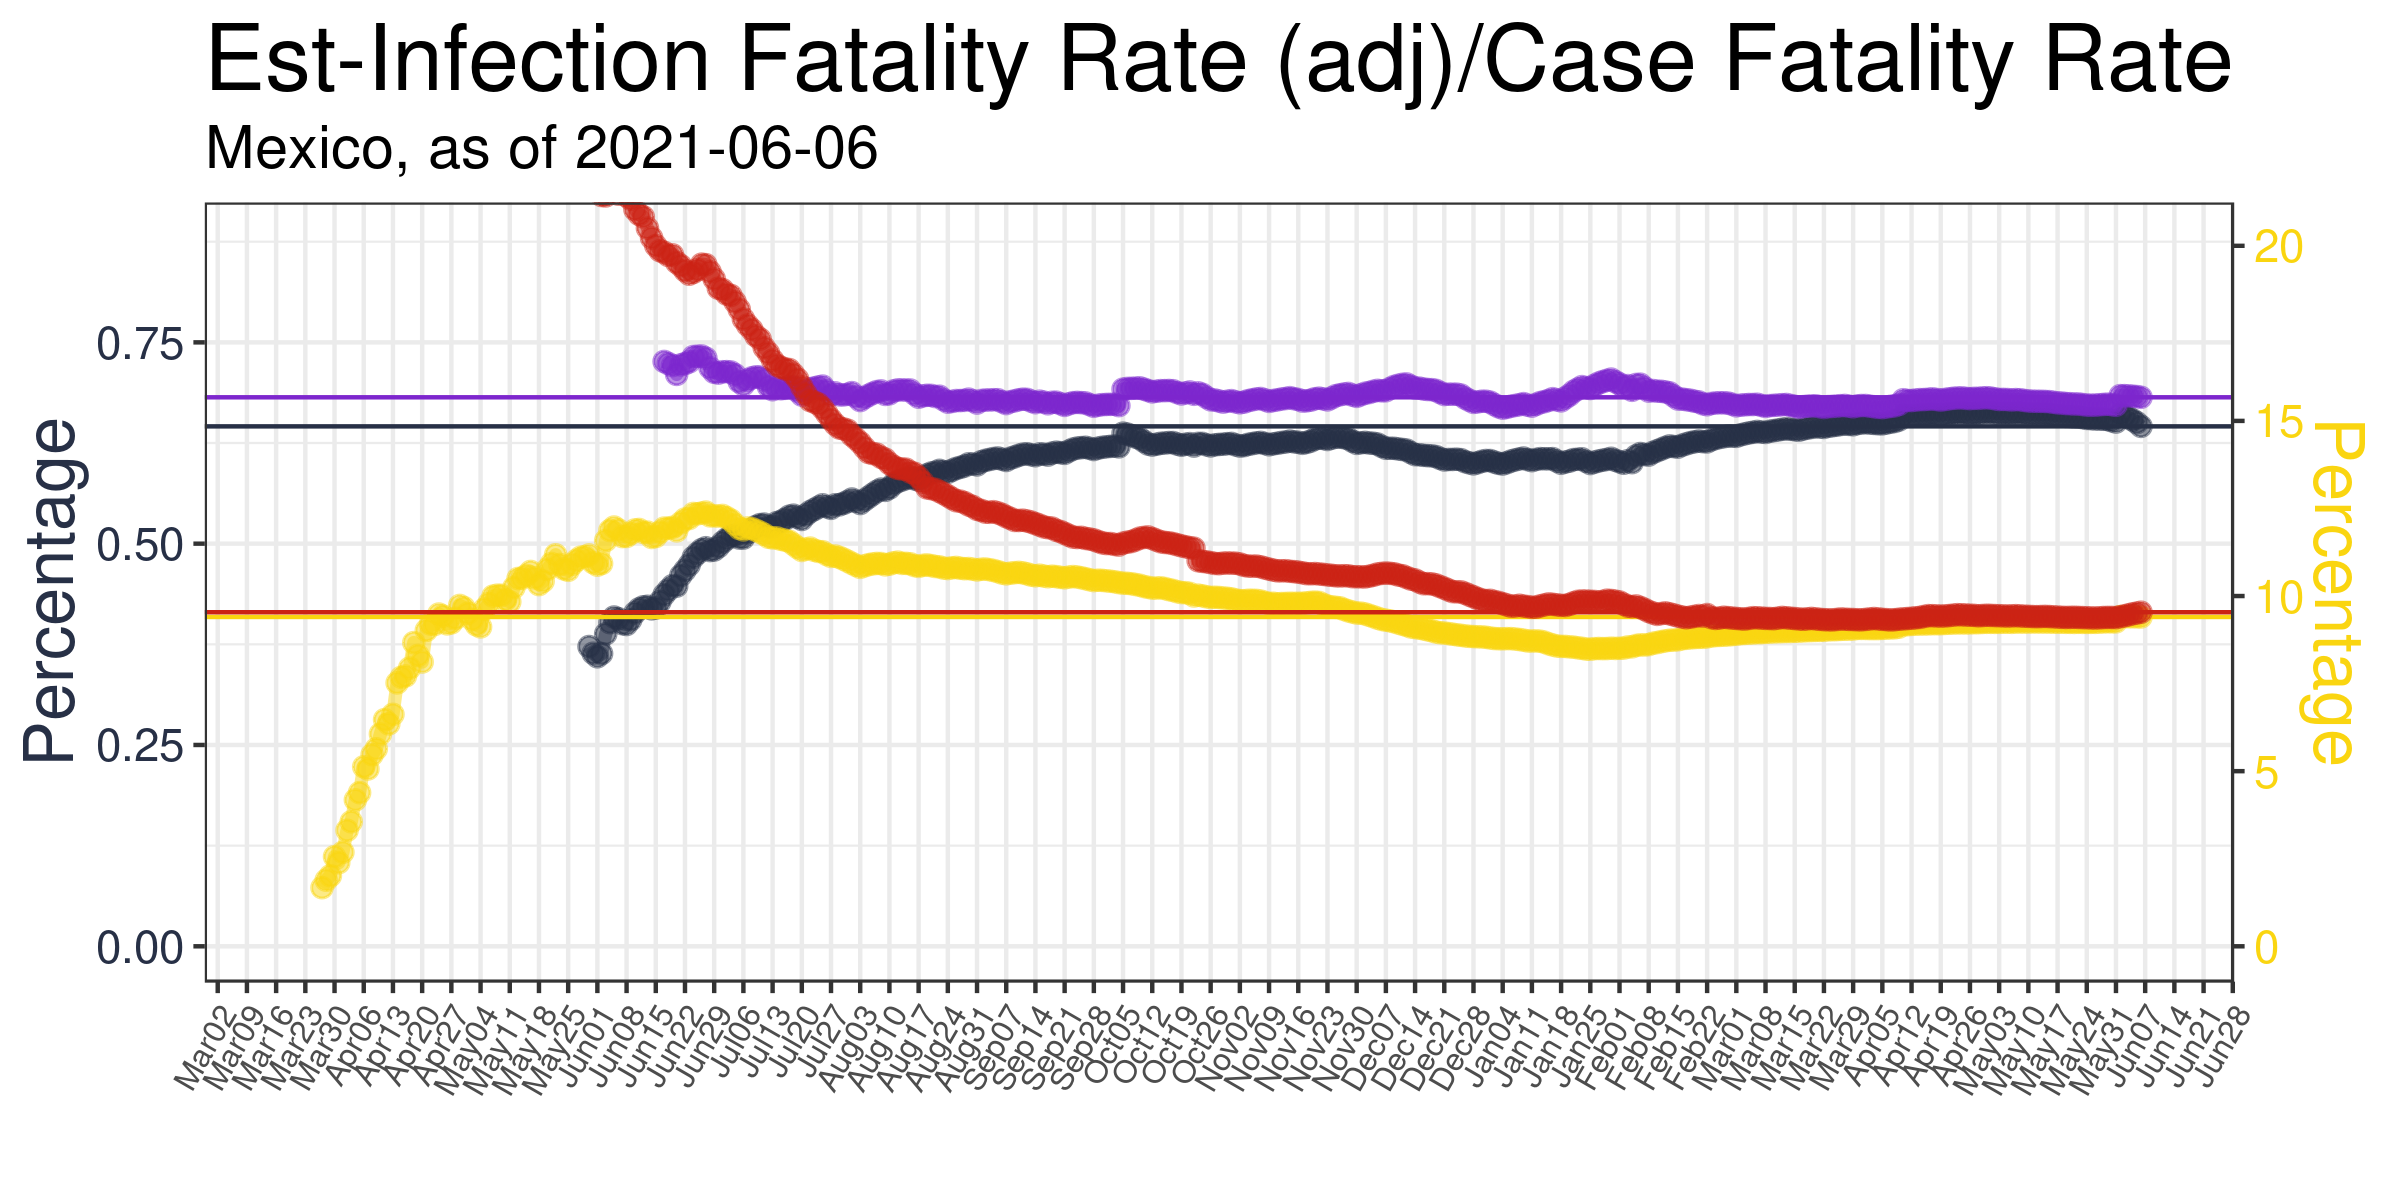 Est-Infection Fatality Rate (adj)/Case Fatality Rate
Mexico, as of 2021-06-06
Percentage
0.75
0.50
0.25
0.00
20
15
10
5
0
Percentage
Mar02
Mar09
Mar16
Mar23
Mar30
Apr06
Apr13
Apr20
Apr27
May04
May11
May18
May25
Jun01
Jun08
Jun15
Jun22
Jun29
Jul06
Jul13
Jul20
Jul27
Aug03
Aug10
Aug17
Aug24
Aug31
Sep07
Sep14
Sep21
Sep28
Oct05
Oct12
Oct19
Oct26
Nov02
Nov09
Nov16
Nov23
Nov30
Dec07
Dec14
Dec21
Dec28
Jan04
Jan11
Jan18
Jan25
Feb01
Feb08
Feb15
Feb22
Mar01
Mar08
Mar15
Mar22
Mar29
Apr05
Apr12
Apr19
Apr26
May03
May10
May17
May24
May31
Jun07
Jun14
Jun21
Jun28